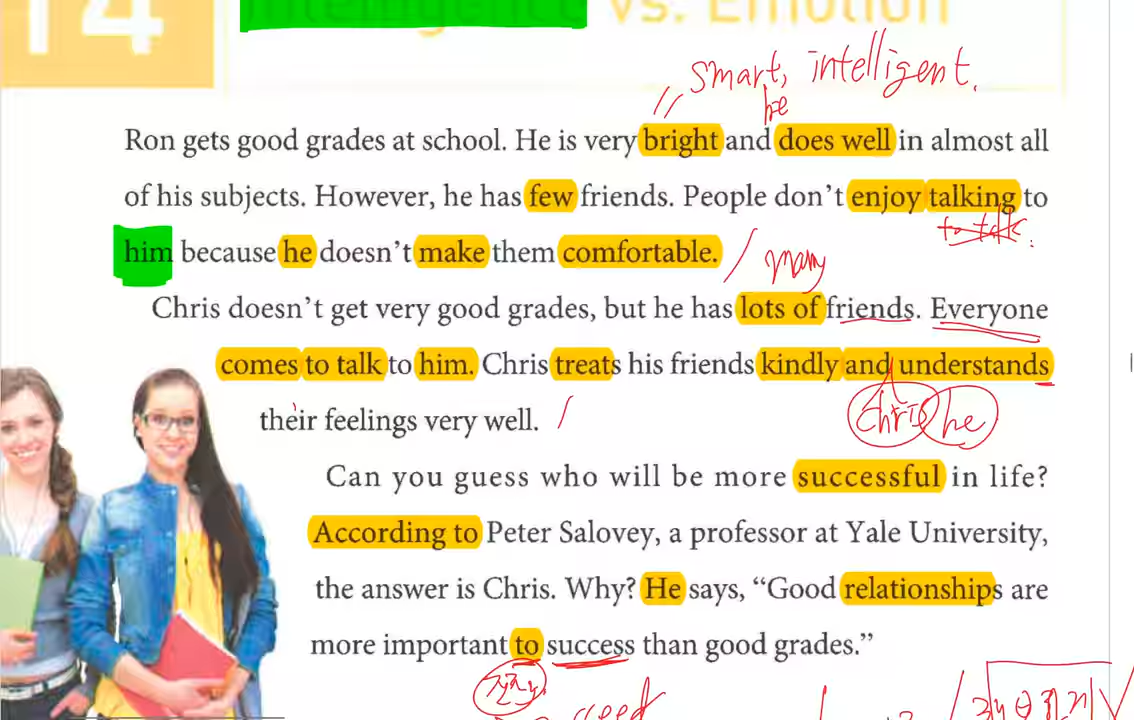 14
Intelligence vs. Emotion
smart, intelligent.
he
Ron gets good grades at school. He is very bright and does well in almost all
of his subjects. However, he has few friends. People don't enjoy talking to
to talk.
him because he doesn't make them comfortable.
many
Chris doesn't get very good grades, but he has lots of friends. Everyone
comes to talk to him. Chris treats his friends kindly and understands
Chris he
their feelings very well.
Can you guess who will be more successful in life?
According to Peter Salovey, a professor at Yale University,
the answer is Chris. Why? He says, “Good relationships are
more important to success than good grades.”